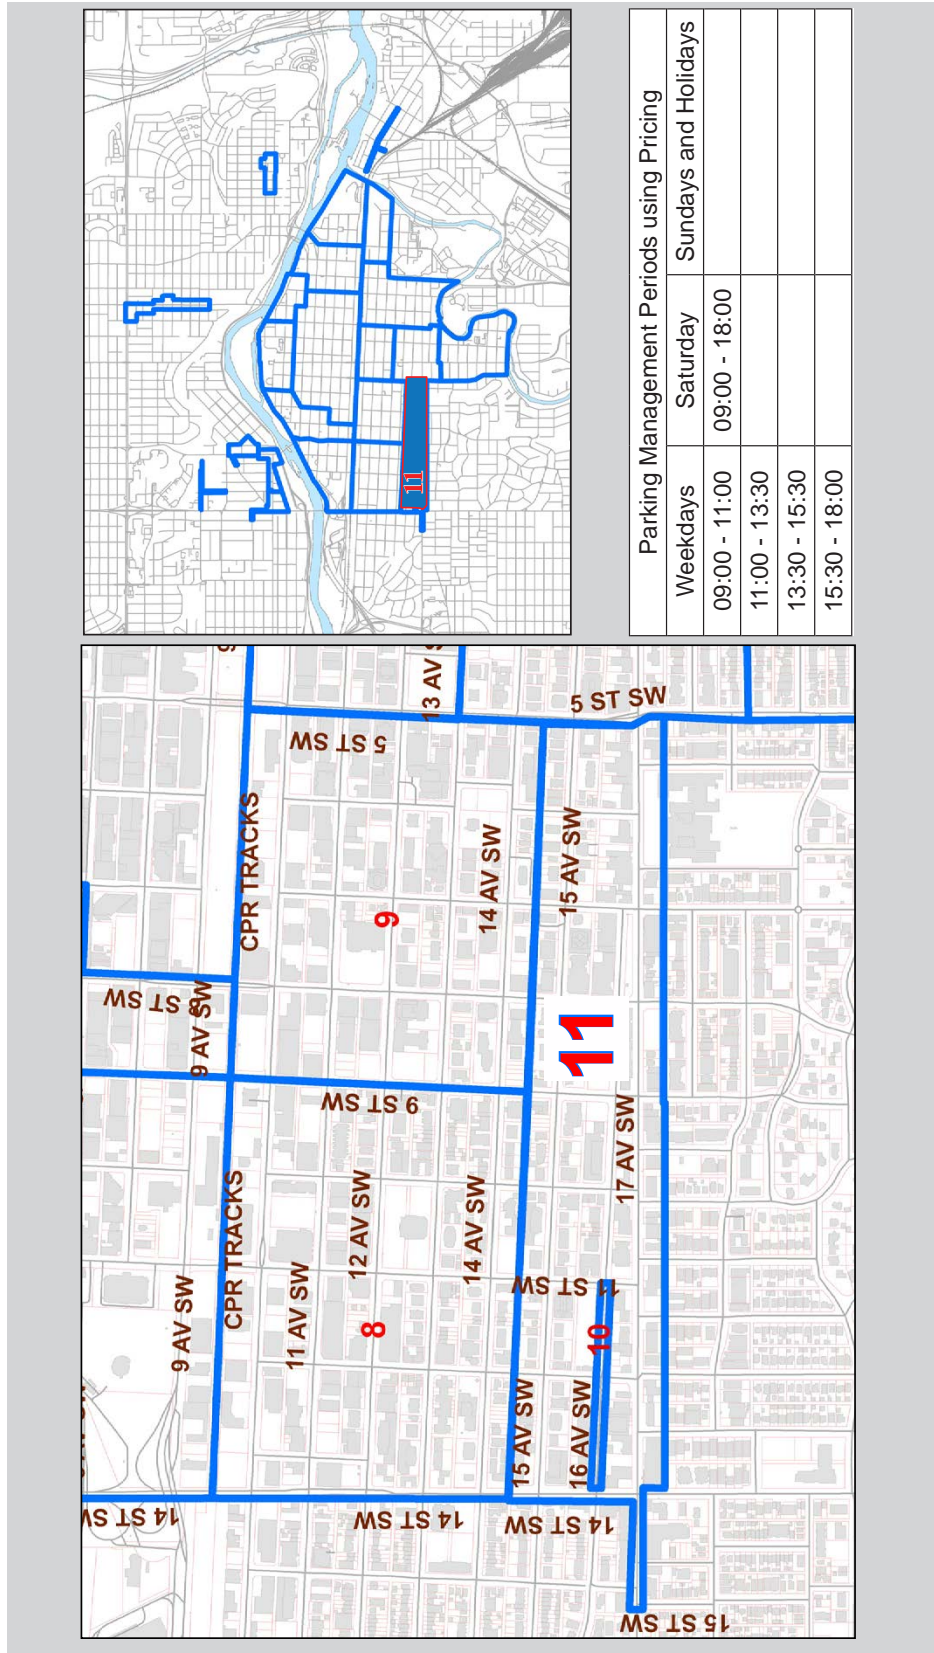 11
Parking Management Periods using Pricing
Weekdays Saturday Sundays and Holidays
09:00 - 11:00 09:00 - 18:00
11:00 - 13:30
13:30 - 15:30
15:30 - 18:00
8 ST SW
9 AV SW
9 AV SW
CPR TRACKS
CPR TRACKS
5 ST SW
5 ST SW
13 AV S
9
9 ST SW
11 AV SW
12 AV SW
8
14 AV SW
14 AV SW
15 AV SW
15 AV SW
11
11 ST SW
16 AV SW
10
17 AV SW
14 ST SW
14 ST SW
14 ST SW
15 ST SW